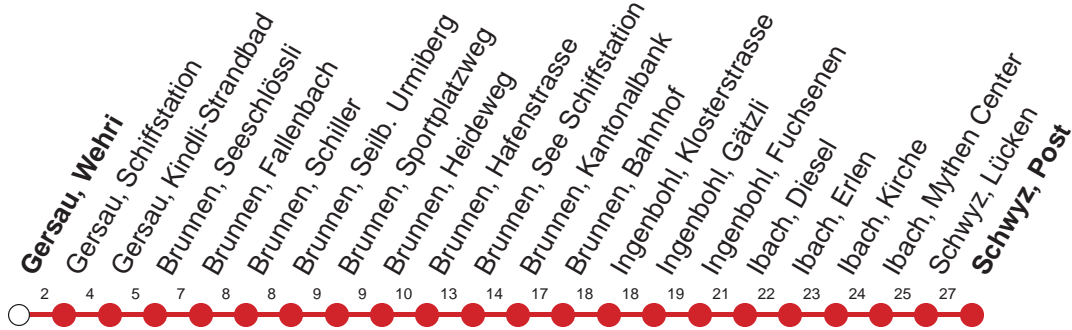 Gersau, Wehri
Gersau, Schiffstation
Gersau, Kindli-Strandbad
Brunnen, Seeschlössli
Brunnen, Fallenbach
Brunnen, Schiller
Brunnen, Seilb. Urmiberg
Brunnen, Sportplatzweg
Brunnen, Heideweg
Brunnen, Hafenstrasse
Brunnen, See Schiffstation
Brunnen, Kantonalbank
Brunnen, Bahnhof
Ingenbohl, Klosterstrasse
Ingenbohl, Gätzli
Ingenbohl, Fuchsenen
Ibach, Diesel
Ibach, Erlen
Ibach, Kirche
Ibach, Mythen Center
Schwyz, Lücken
Schwyz, Post
2 4 5 7 8 8 9 9 10 13 14 17 18 18 19 21 22 23 24 25 27